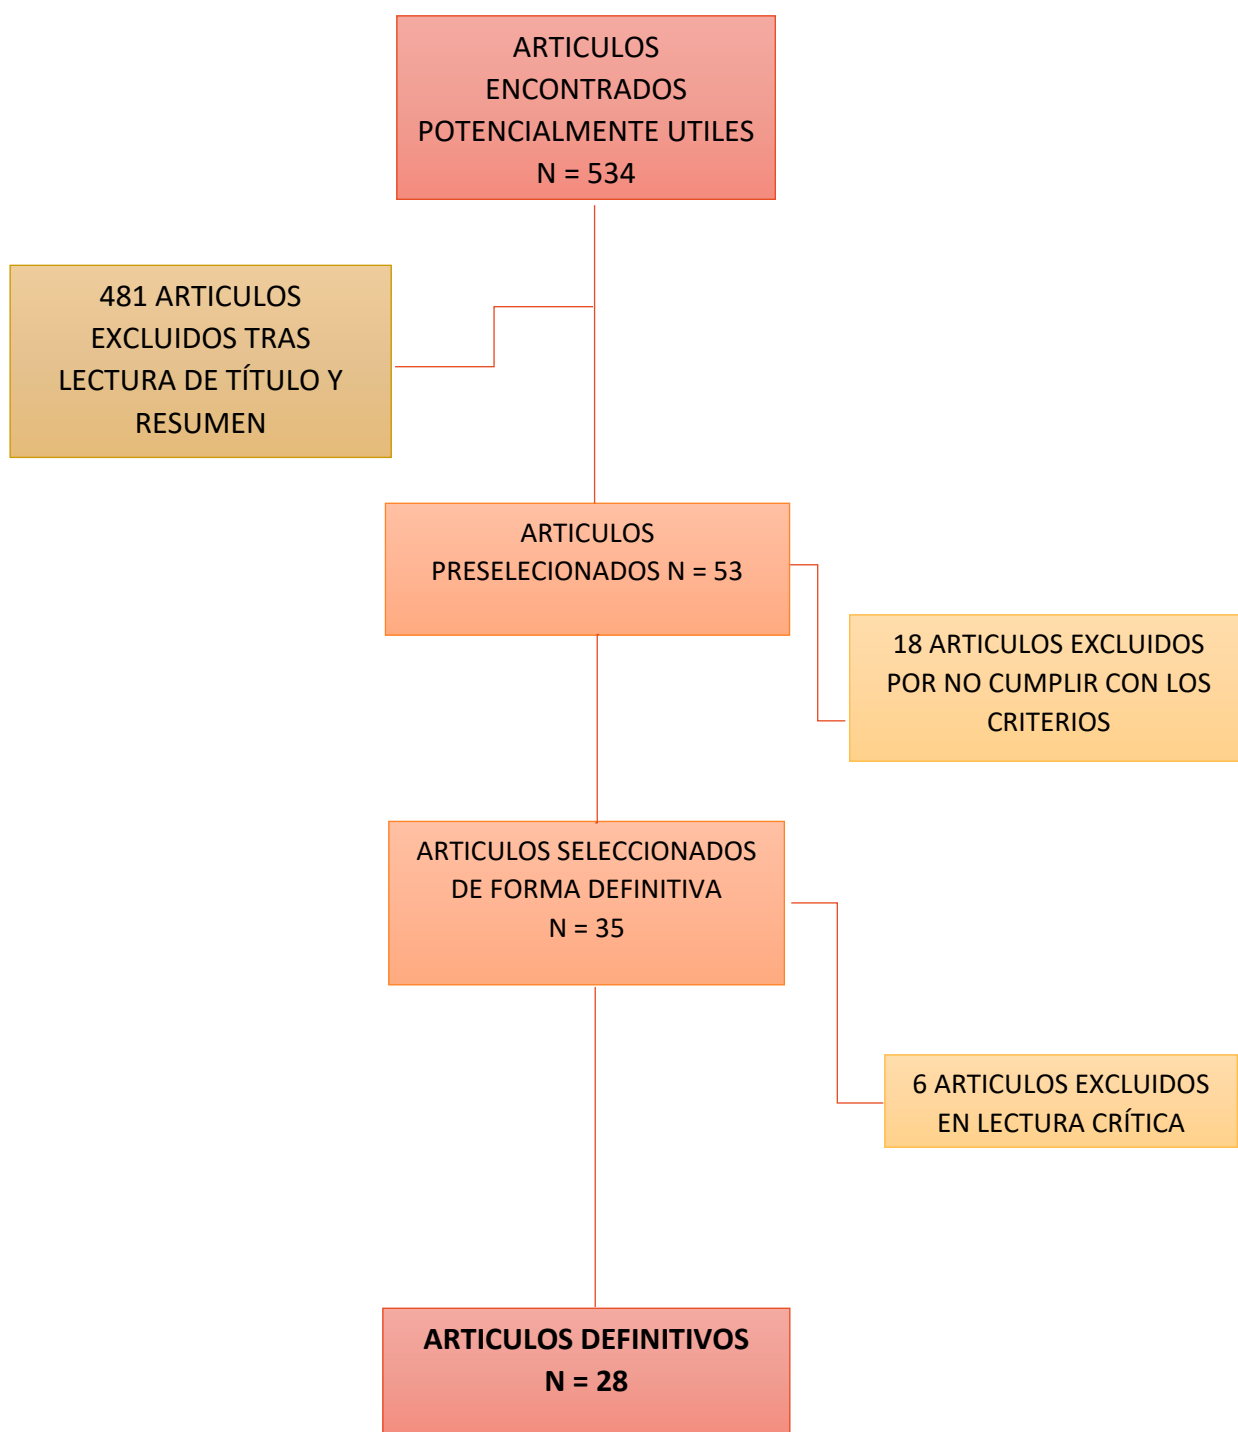 ARTICULOS
ENCONTRADOS
POTENCIALMENTE UTILES
N = 534
481 ARTICULOS
EXCLUIDOS TRAS
LECTURA DE TÍTULO Y
RESUMEN
ARTICULOS
PRESELECIONADOS N = 53
18 ARTICULOS EXCLUIDOS
POR NO CUMPLIR CON LOS
CRITERIOS
ARTICULOS SELECCIONADOS
DE FORMA DEFINITIVA
N = 35
6 ARTICULOS EXCLUIDOS
EN LECTURA CRÍTICA
ARTICULOS DEFINITIVOS
N = 28